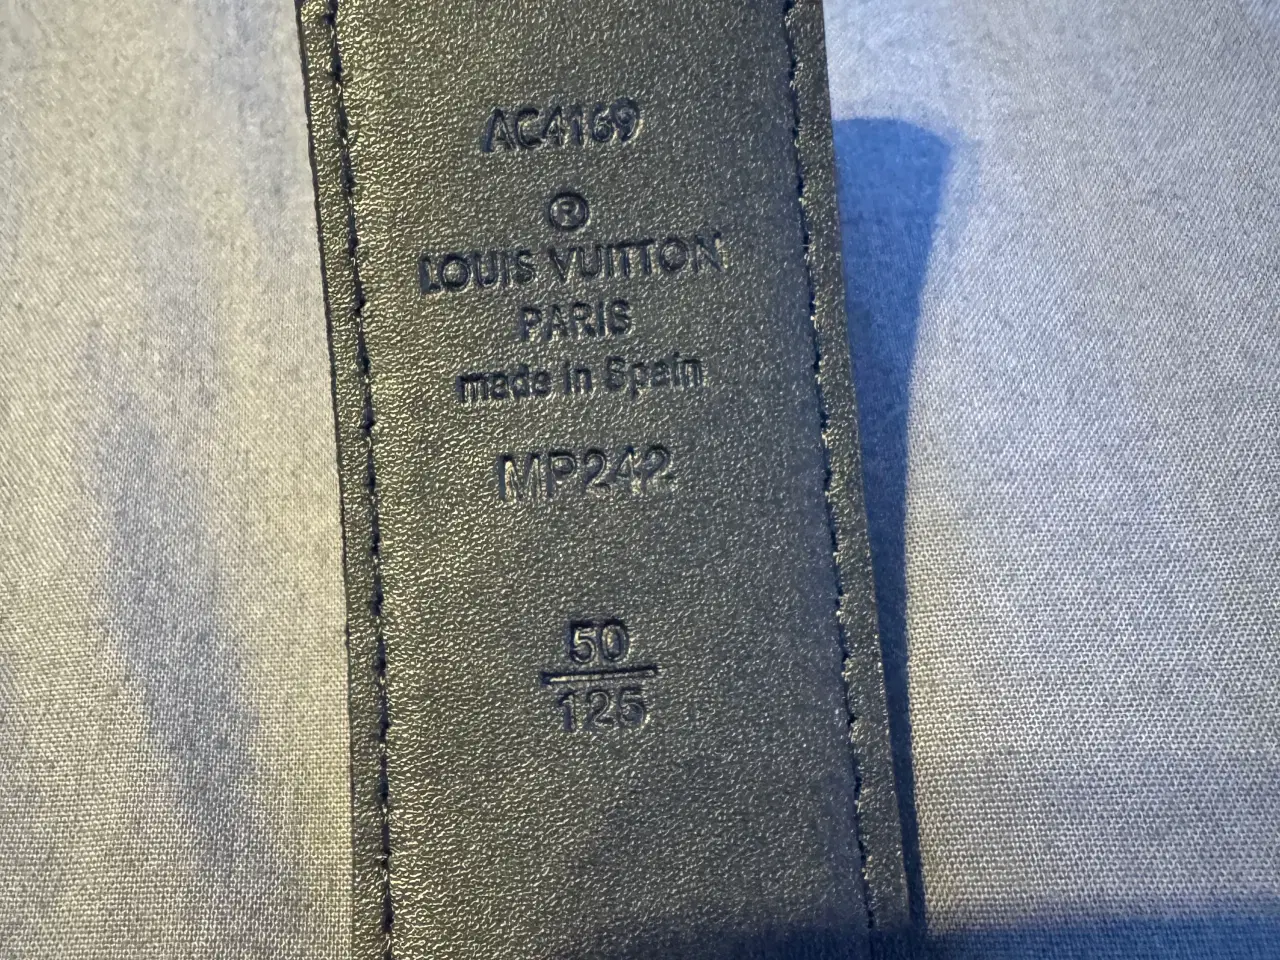 AC4169
®
LOUIS VUITTON
PARIS
made in Spain
MP242
50
125